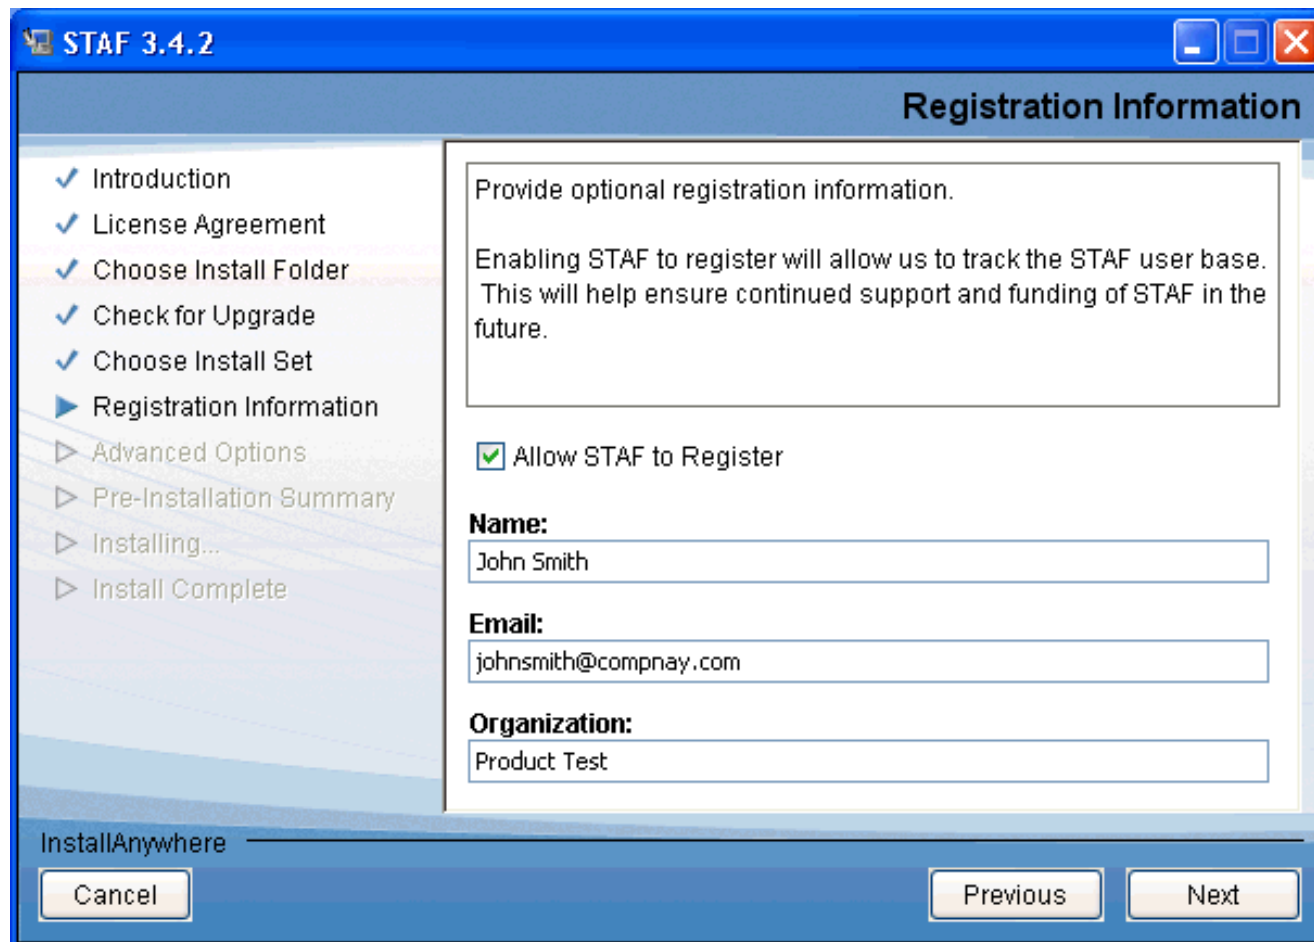 STAF 3.4.2
Registration Information
Introduction
License Agreement
Choose Install Folder
Check for Upgrade
Choose Install Set
Registration Information
Advanced Options
Pre-Installation Summary
Installing...
Install Complete
Provide optional registration information.
Enabling STAF to register will allow us to track the STAF user base.
This will help ensure continued support and funding of STAF in the
future.
Allow STAF to Register
Name:
John Smith
Email:
johnsmith@compnay.com
Organization:
Product Test
InstallAnywhere
Cancel
Previous
Next